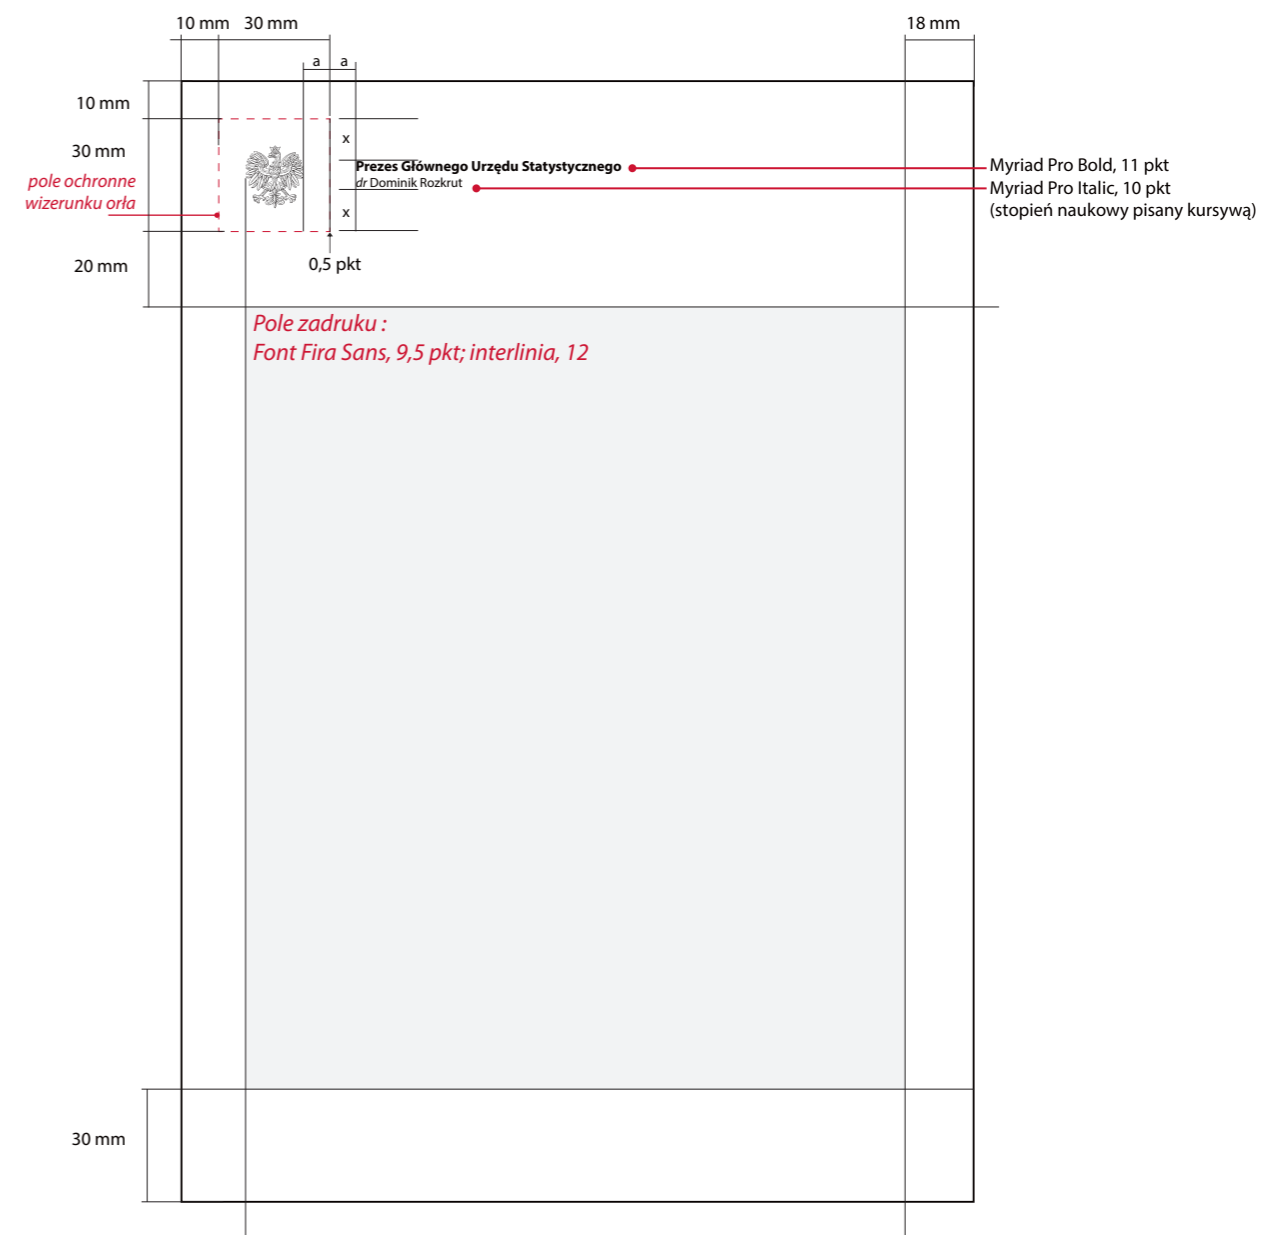 10 mm
30 mm
18 mm
a
a
10 mm
30 mm
pole ochronne
wizerunku orła
20 mm
x
Prezes Głównego Urzędu Statystycznego
dr Dominik Rozkrut
x
0,5 pkt
Myriad Pro Bold, 11 pkt
Myriad Pro Italic, 10 pkt
(stopień naukowy pisany kursywą)
Pole zadruku :
Font Fira Sans, 9,5 pkt; interlinia, 12
30 mm